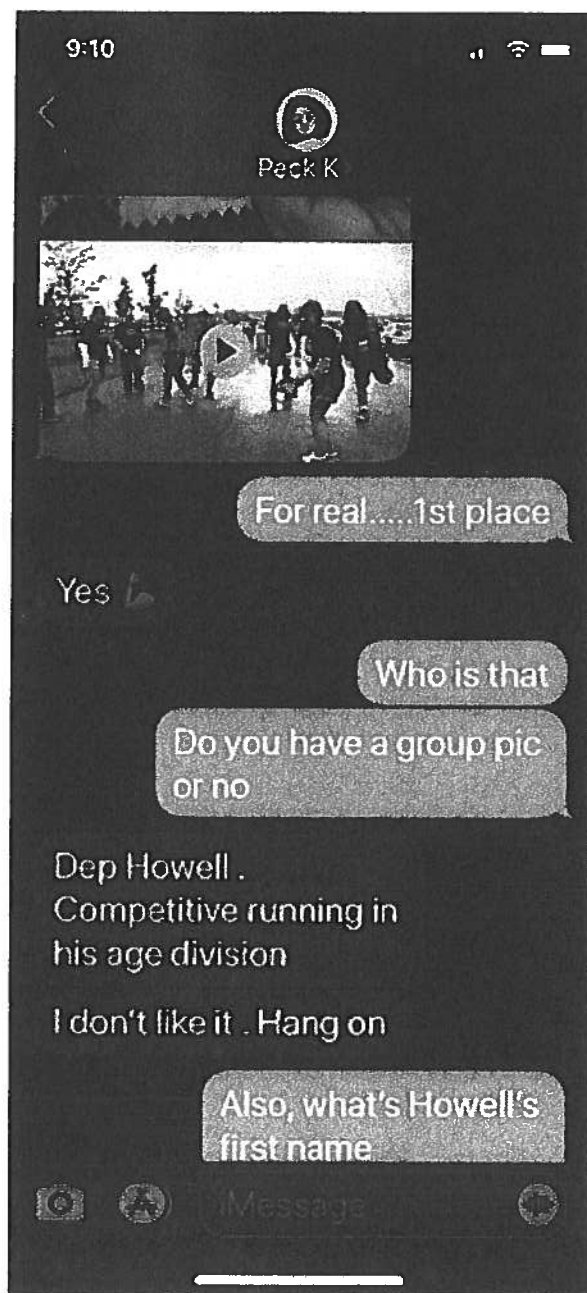 9:10
Peck K
For real.....1st place
Yes 💪
Who is that
Do you have a group pic
or no
Dep Howell .
Competitive running in
his age division
I don't like it . Hang on
Also, what's Howell's
first name
iMessage